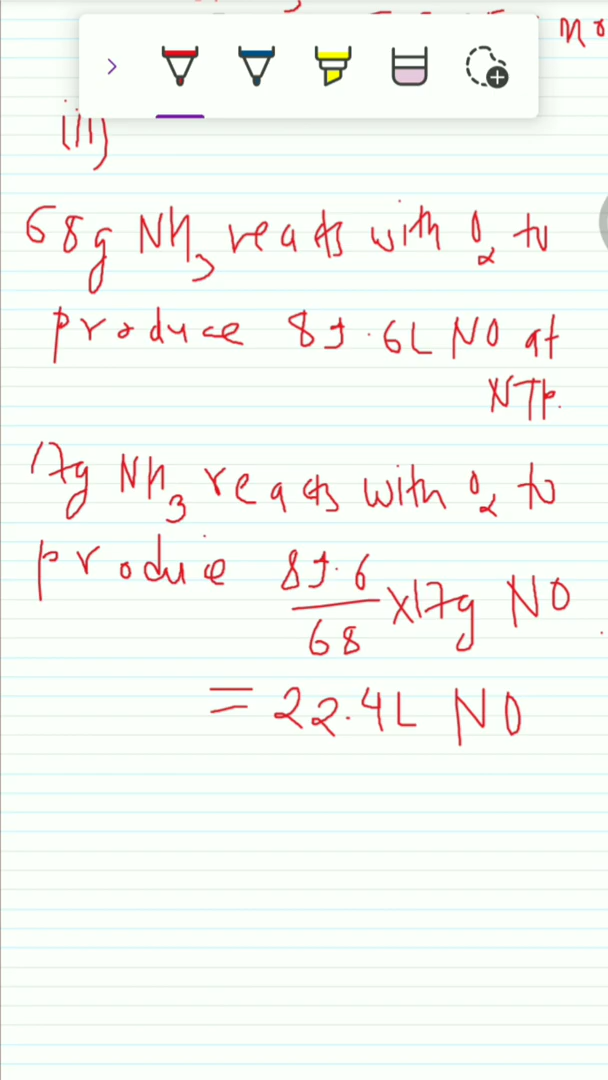 iii)
68g NH3 reacts with O2 to
produce 89.6L NO at
NTP.
17g NH3 reacts with O2 to
produce 89.6/68 x17g NO
= 22.4L NO